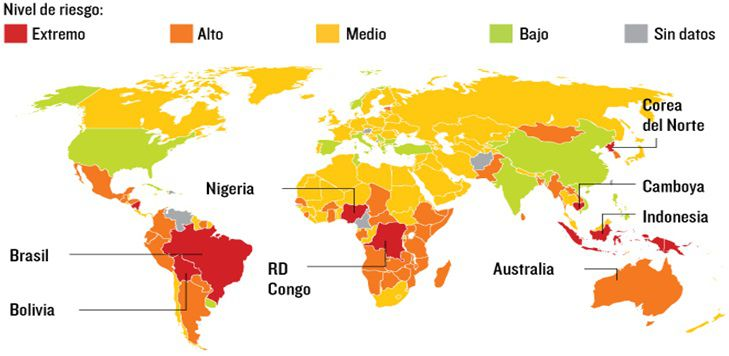 Nivel de riesgo:
Extremo
Alto
Medio
Bajo
Sin datos
Corea
del Norte
Nigeria
Camboya
Indonesia
Brasil
RD
Congo
Australia
Bolivia